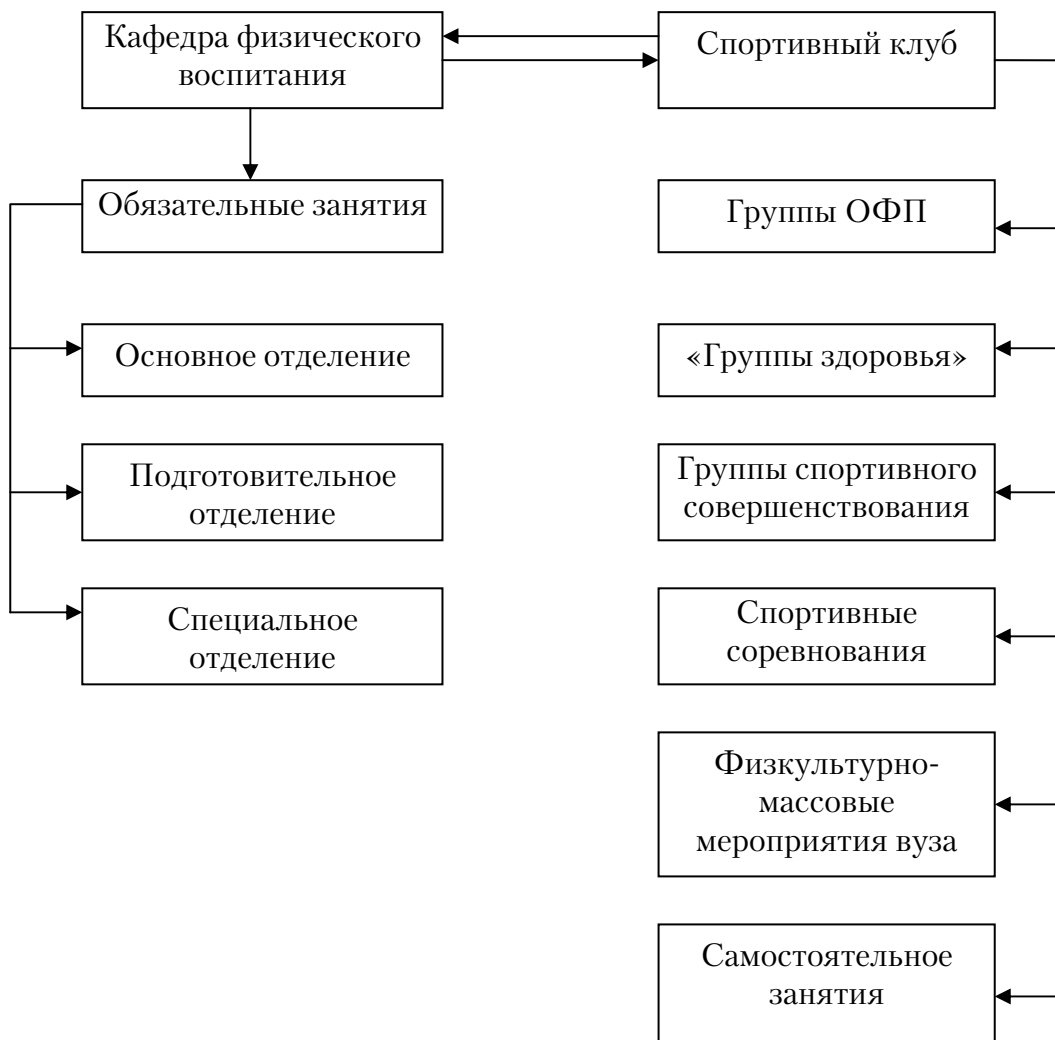 Кафедра физического
воспитания
Спортивный клуб
Обязательные занятия
Группы ОФП
Основное отделение
«Группы здоровья»
Подготовительное
отделение
Группы спортивного
совершенствования
Специальное
отделение
Спортивные
соревнования
Физкультурно-
массовые
мероприятия вуза
Самостоятельное
занятия